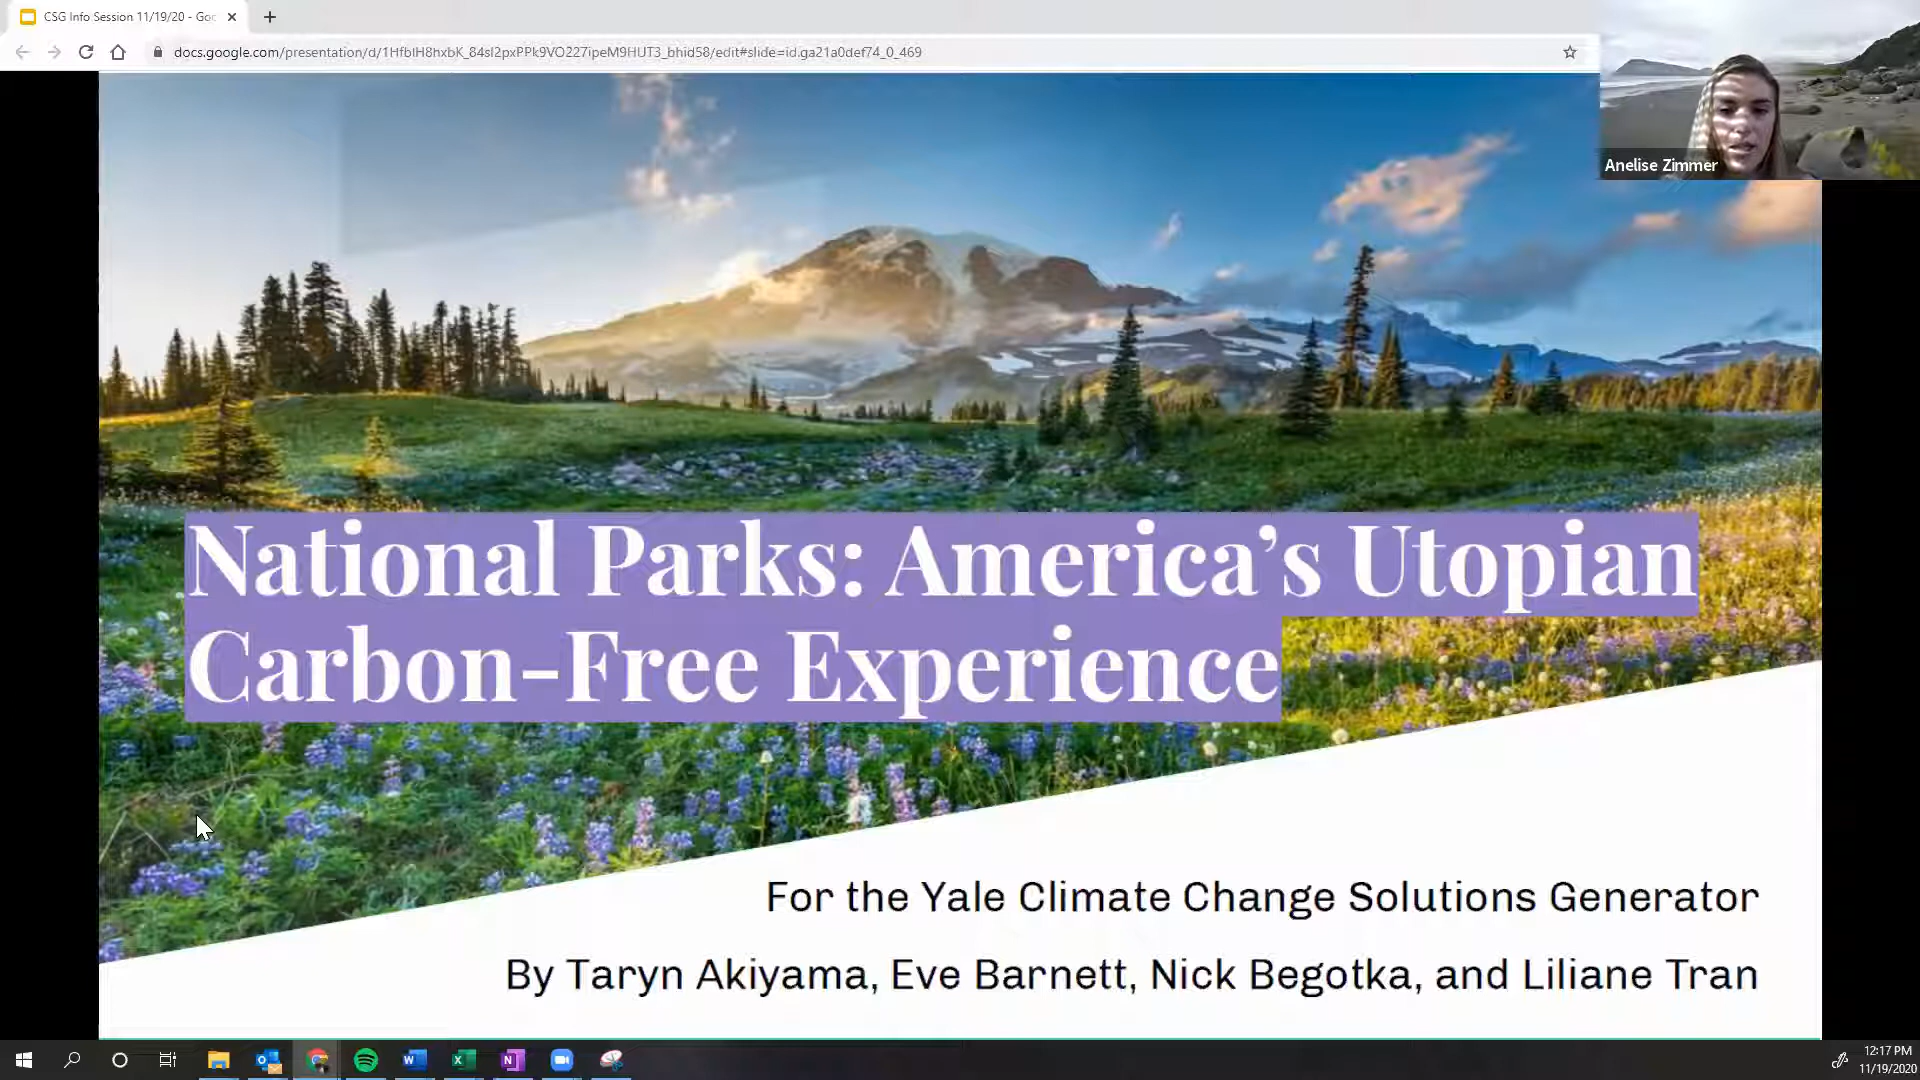 CSG Info Session 11/19/20 - Goo
docs.google.com/presentation/d/1HfbIH8hxbK_84sI2pxPPk9VO227ipeM9HUT3_bhid58/edit#slide=id.ga21a0def74_0_469
Anelise Zimmer
National Parks: America’s Utopian
Carbon-Free Experience
For the Yale Climate Change Solutions Generator
By Taryn Akiyama, Eve Barnett, Nick Begotka, and Liliane Tran
12:17 PM
11/19/2020